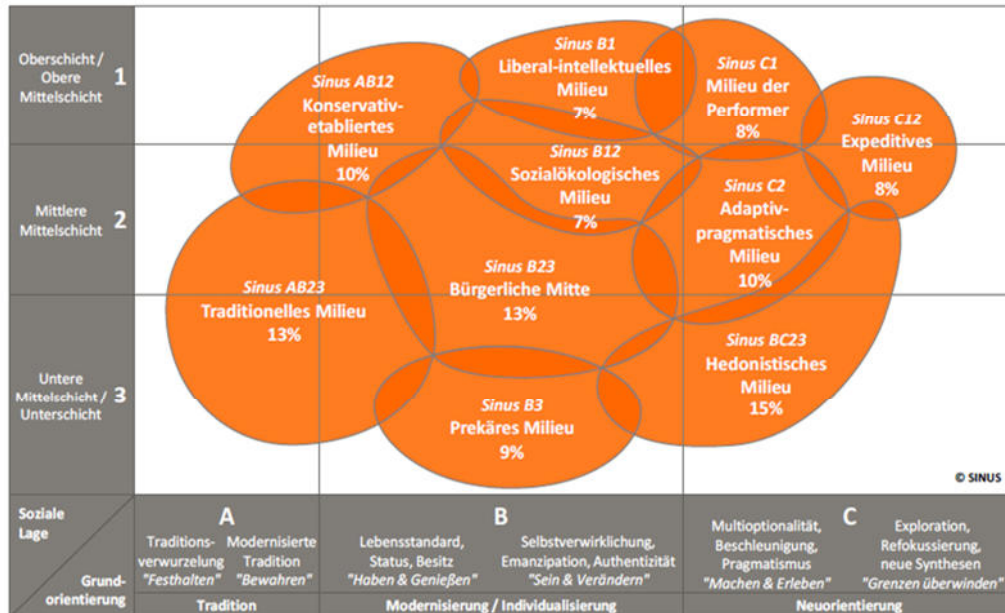 Oberschicht /
Obere
Mittelschicht
1
Mittlere
Mittelschicht
2
Untere
Mittelschicht /
Unterschicht
3
Sinus AB12
Konservativ-
etabliertes
Milieu
10%
Sinus B1
Liberal-intellektuelles
Milieu
7%
Sinus C1
Milieu der
Performer
8%
Sinus C12
Expeditives
Milieu
8%
Sinus B12
Sozialökologisches
Milieu
7%
Sinus C2
Adaptiv-
pragmatisches
Milieu
10%
Sinus AB23
Traditionelles Milieu
13%
Sinus B23
Bürgerliche Mitte
13%
Sinus BC23
Hedonistisches
Milieu
15%
Sinus B3
Prekäres Milieu
9%
© SINUS
Soziale
Lage
Grund-
orientierung
A
Traditions-
verwurzelung
"Festhalten"
Modernisierte
Tradition
"Bewahren"
Tradition
B
Lebensstandard,
Status, Besitz
"Haben & Genießen"
Selbstverwirklichung,
Emanzipation, Authentizität
"Sein & Verändern"
Modernisierung / Individualisierung
C
Multioptionalität,
Beschleunigung,
Pragmatismus
"Machen & Erleben"
Exploration,
Refokussierung,
neue Synthesen
"Grenzen überwinden"
Neuorientierung